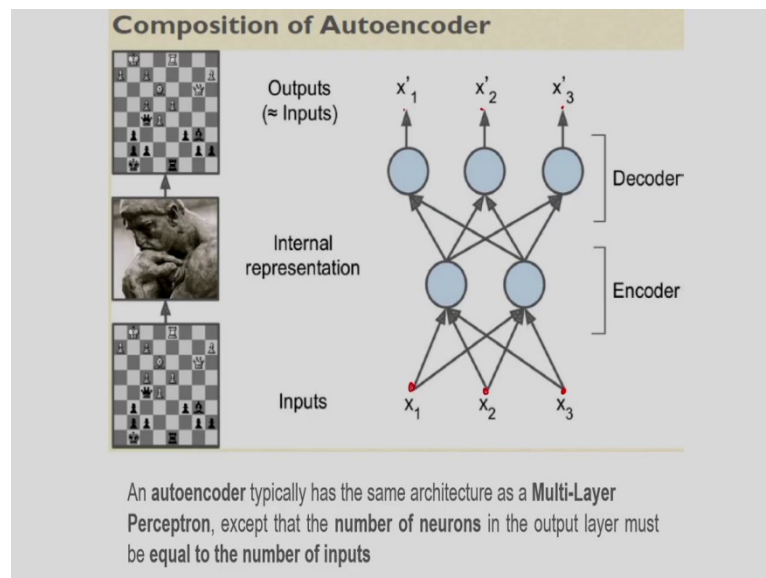 Composition of Autoencoder
Outputs
(≈ Inputs)
x'1 x'2 x'3
Decoder
Internal
representation
Encoder
Inputs
x1 x2 x3
An autoencoder typically has the same architecture as a Multi-Layer
Perceptron, except that the number of neurons in the output layer must
be equal to the number of inputs